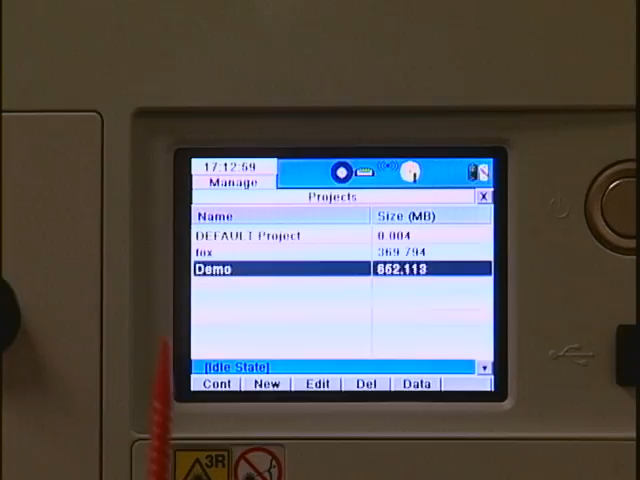 17:12:59
Manage
Projects X
Name Size (MB)
DEFAULT Project 0.004
fox 369.794
Demo 652.113
[Idle State]
Cont New Edit Del Data
3R